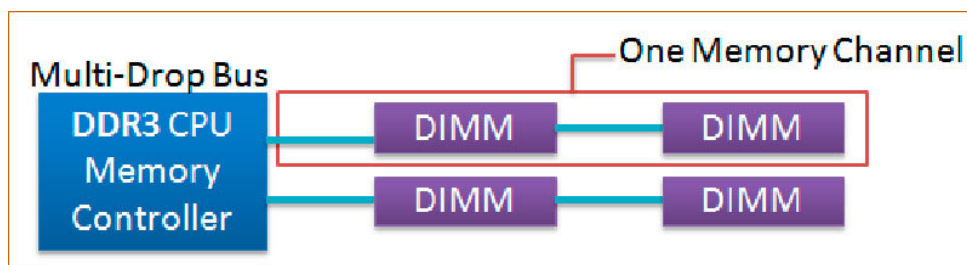 One Memory Channel
Multi-Drop Bus
DDR3 CPU
Memory
Controller
DIMM
DIMM
DIMM
DIMM